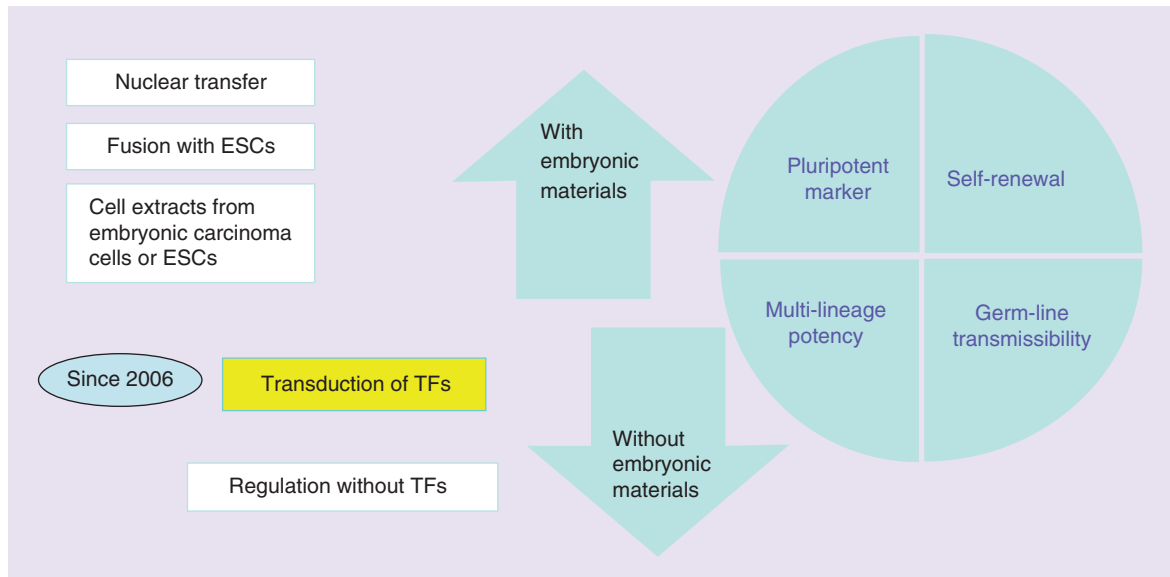 Nuclear transfer
Fusion with ESCs
Cell extracts from
embryonic carcinoma
cells or ESCs
With
embryonic
materials
Pluripotent
marker
Self-renewal
Multi-lineage
potency
Germ-line
transmissibility
Since 2006
Transduction of TFs
Regulation without TFs
Without
embryonic
materials